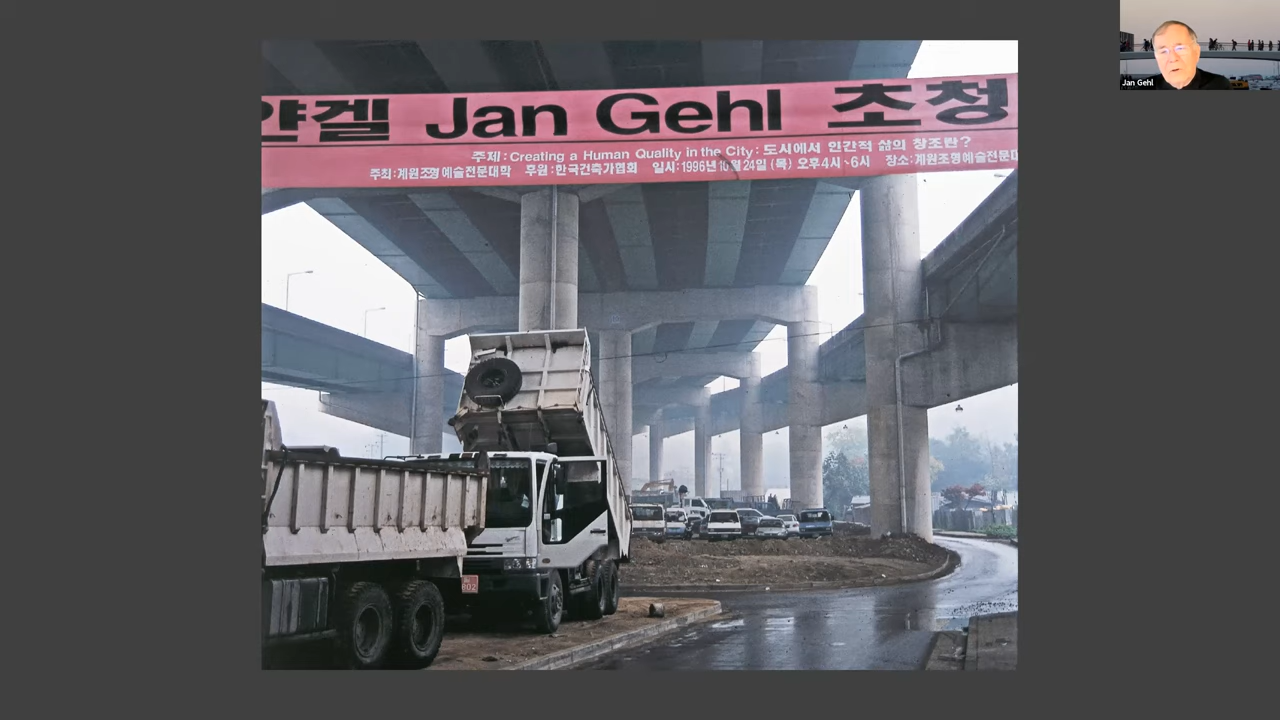 얀겔 Jan Gehl 초청
주제 : Creating a Human Quality in the City : 도시에서 인간적 삶의 창조란?
주최:계원조형예술전문대학 후원:한국건축가협회 일시:1996년 10월 24일 (목) 오후4시~6시 장소:계원조형예술전문대
802
Jan Gehl